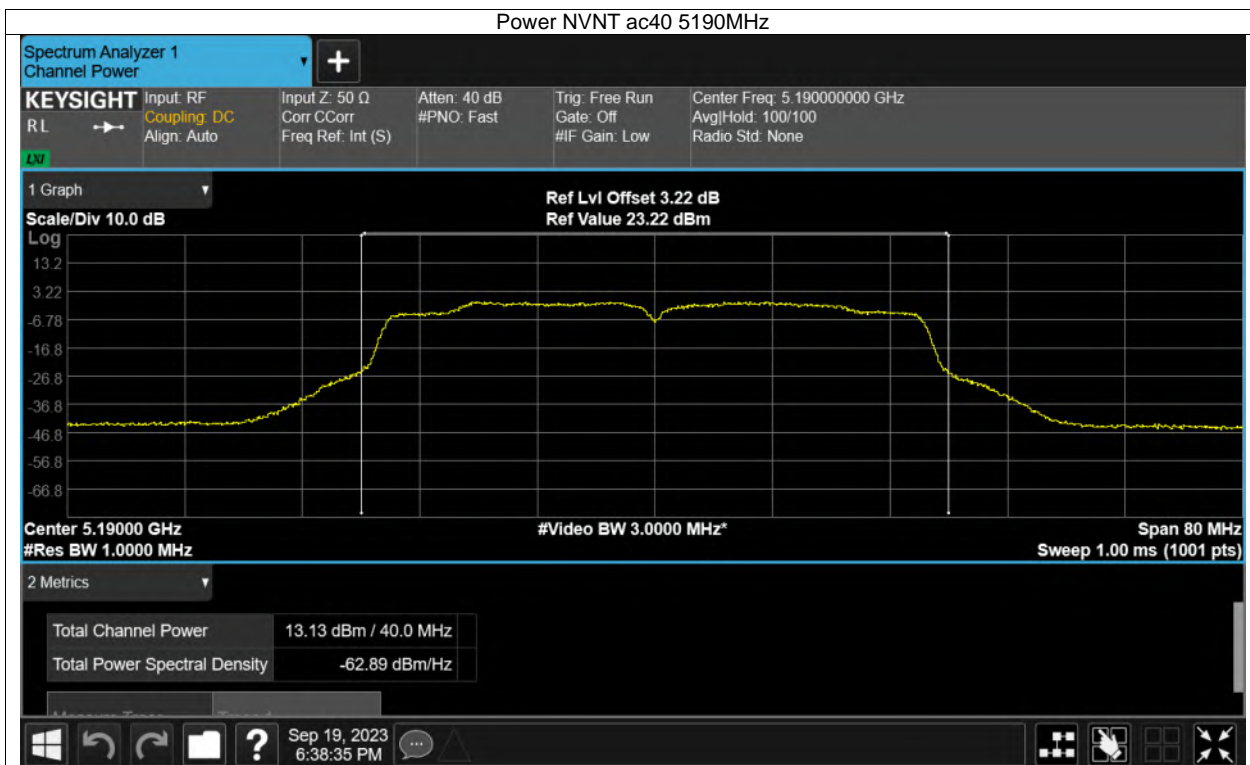 Power NVNT ac40 5190MHz
Spectrum Analyzer 1
Channel Power
KEYSIGHT
RL
LXI
Input: RF
Coupling: DC
Align: Auto
Input Z: 50 Ω
Corr CCorr
Freq Ref: Int (S)
Atten: 40 dB
#PNO: Fast
Trig: Free Run
Gate: Off
#IF Gain: Low
Center Freq: 5.190000000 GHz
Avg|Hold: 100/100
Radio Std: None
1 Graph
Scale/Div 10.0 dB
Ref Lvl Offset 3.22 dB
Ref Value 23.22 dBm
Log
13.2
3.22
-6.78
-16.8
-26.8
-36.8
-46.8
-56.8
-66.8
Center 5.19000 GHz
#Res BW 1.0000 MHz
#Video BW 3.0000 MHz*
Span 80 MHz
Sweep 1.00 ms (1001 pts)
2 Metrics
Total Channel Power 13.13 dBm / 40.0 MHz
Total Power Spectral Density -62.89 dBm/Hz
Sep 19, 2023
6:38:35 PM